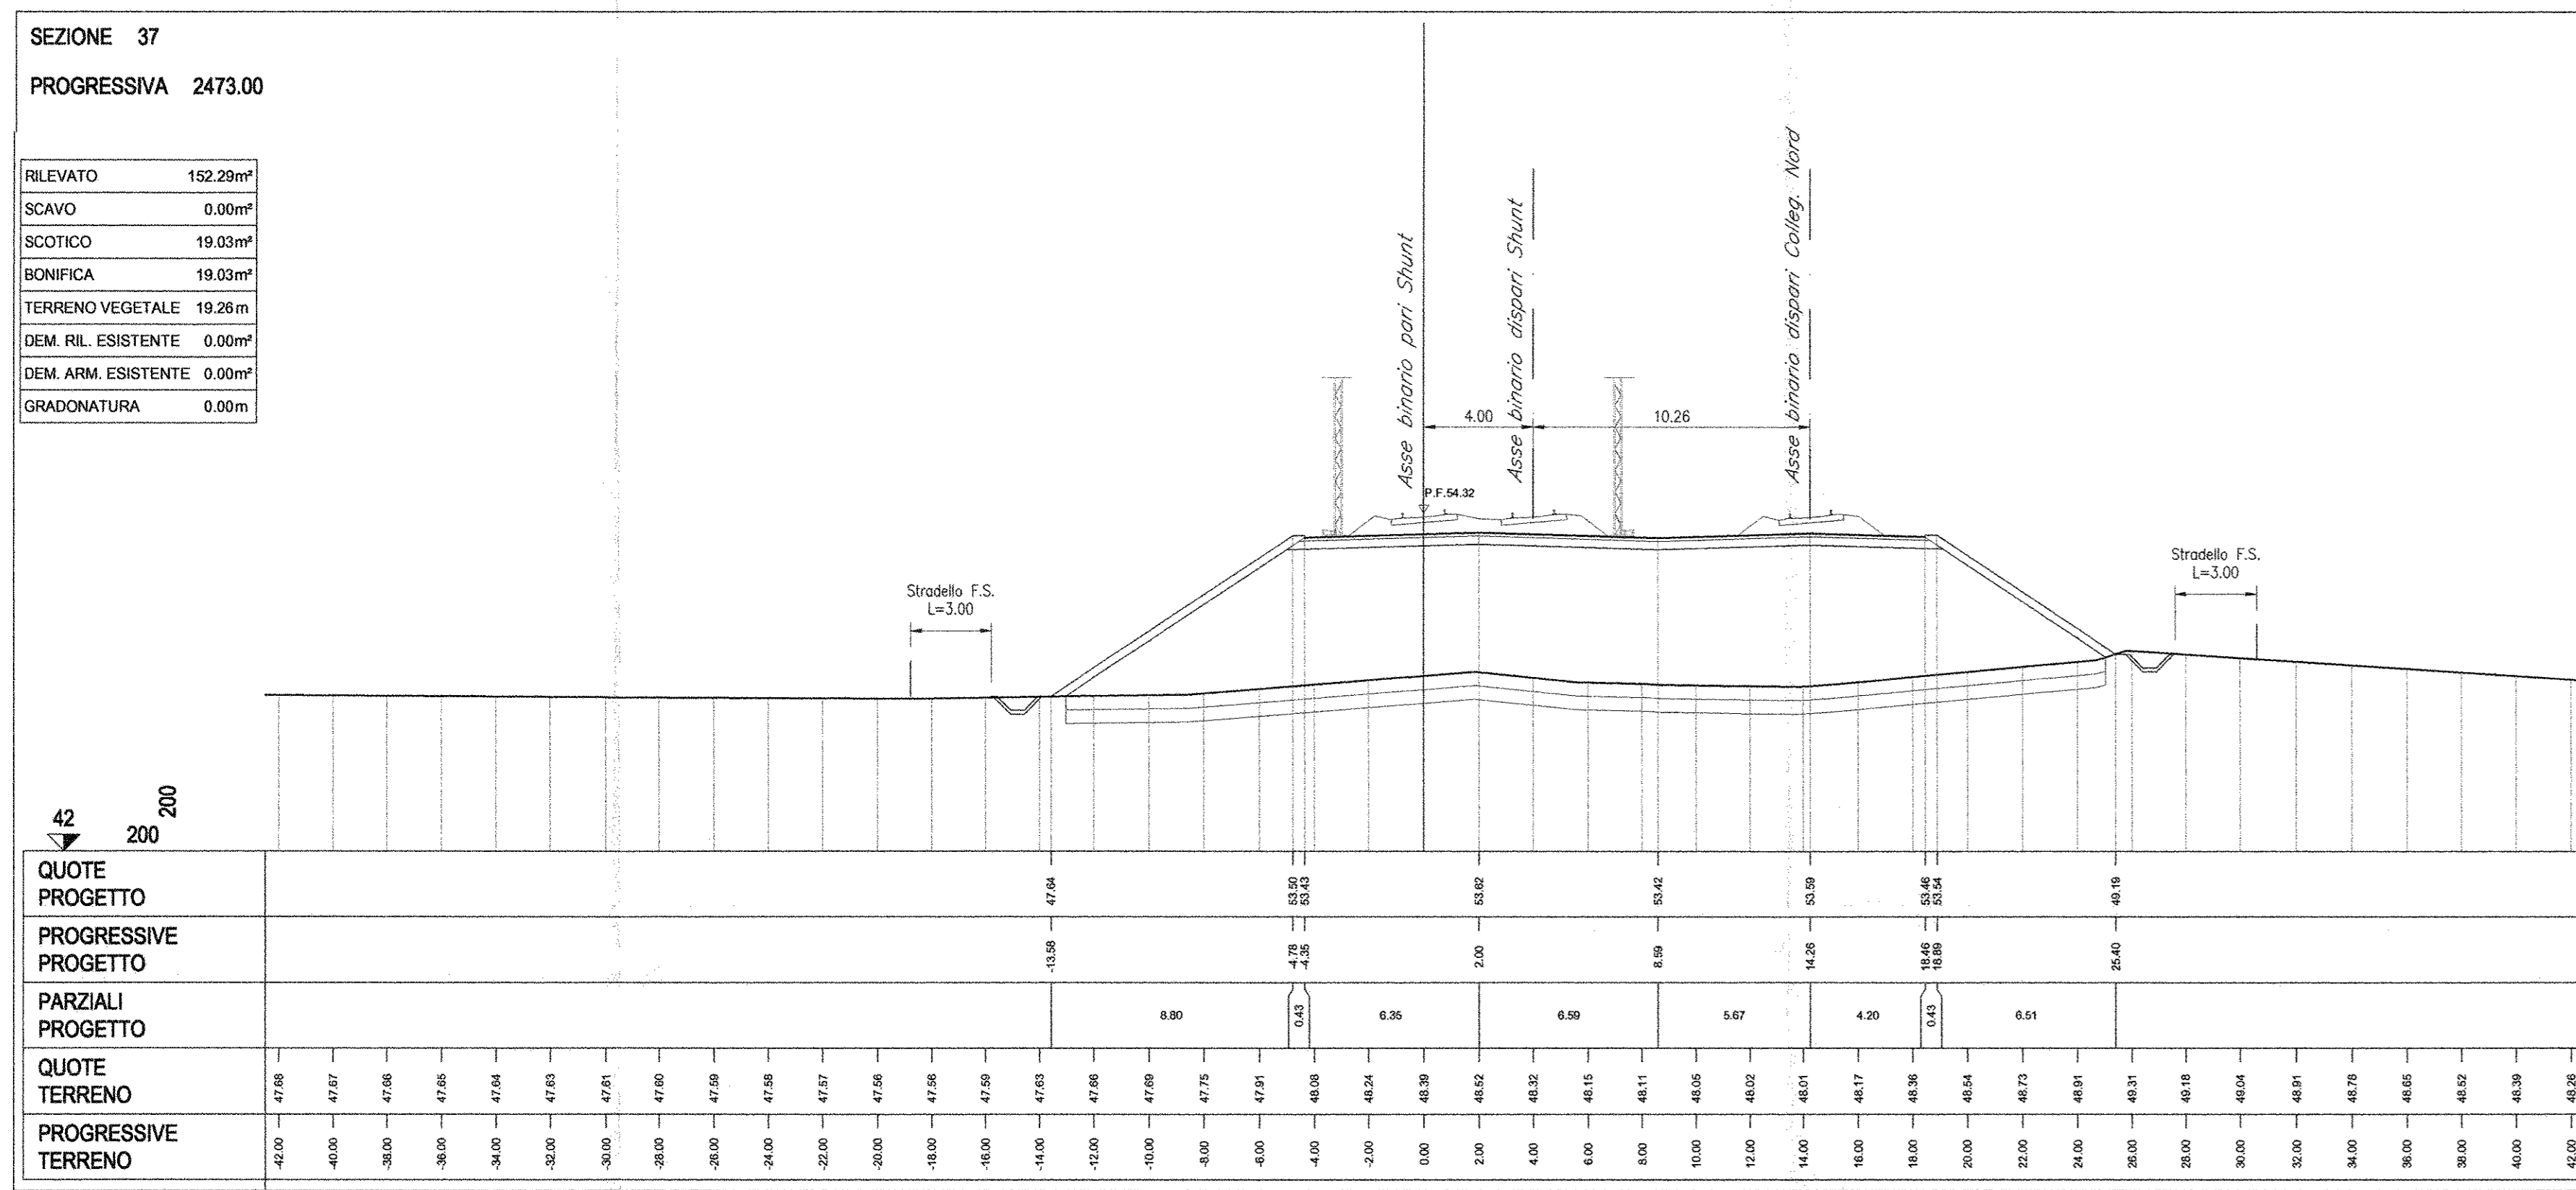 SEZIONE 37
PROGRESSIVA 2473.00
RILEVATO 152.29m²
SCAVO 0.00m²
SCOTICO 19.03m²
BONIFICA 19.03m²
TERRENO VEGETALE 19.26m
DEM. RIL. ESISTENTE 0.00m²
DEM. ARM. ESISTENTE 0.00m²
GRADONATURA 0.00m
Asse binario pari Shunt
Asse binario dispari Shunt
Asse binario dispari Colleg. Nord
4.00 10.26
P.F.54.32
Stradello F.S.
L=3.00
Stradello F.S.
L=3.00
42
200
200
QUOTE
PROGETTO
47.64 53.50 53.43 53.62 53.42 53.59 53.46 53.54 49.19
PROGRESSIVE
PROGETTO
-13.58 -4.78 -4.35 2.00 8.59 14.26 18.46 18.89 25.40
PARZIALI
PROGETTO
8.80 0.43 6.35 6.59 5.67 4.20 0.43 6.51
QUOTE
TERRENO
47.68 47.67 47.66 47.65 47.64 47.63 47.61 47.60 47.59 47.58 47.57 47.56 47.56 47.59 47.63 47.66 47.69 47.75 47.91 48.08 48.24 48.39 48.52 48.32 48.15 48.11 48.05 48.02 48.01 48.17 48.36 48.54 48.73 48.91 49.31 49.18 49.04 48.91 48.78 48.65 48.52 48.39 48.26
PROGRESSIVE
TERRENO
-42.00 -40.00 -38.00 -36.00 -34.00 -32.00 -30.00 -28.00 -26.00 -24.00 -22.00 -20.00 -18.00 -16.00 -14.00 -12.00 -10.00 -8.00 -6.00 -4.00 -2.00 0.00 2.00 4.00 6.00 8.00 10.00 12.00 14.00 16.00 18.00 20.00 22.00 24.00 26.00 28.00 30.00 32.00 34.00 36.00 38.00 40.00 42.00